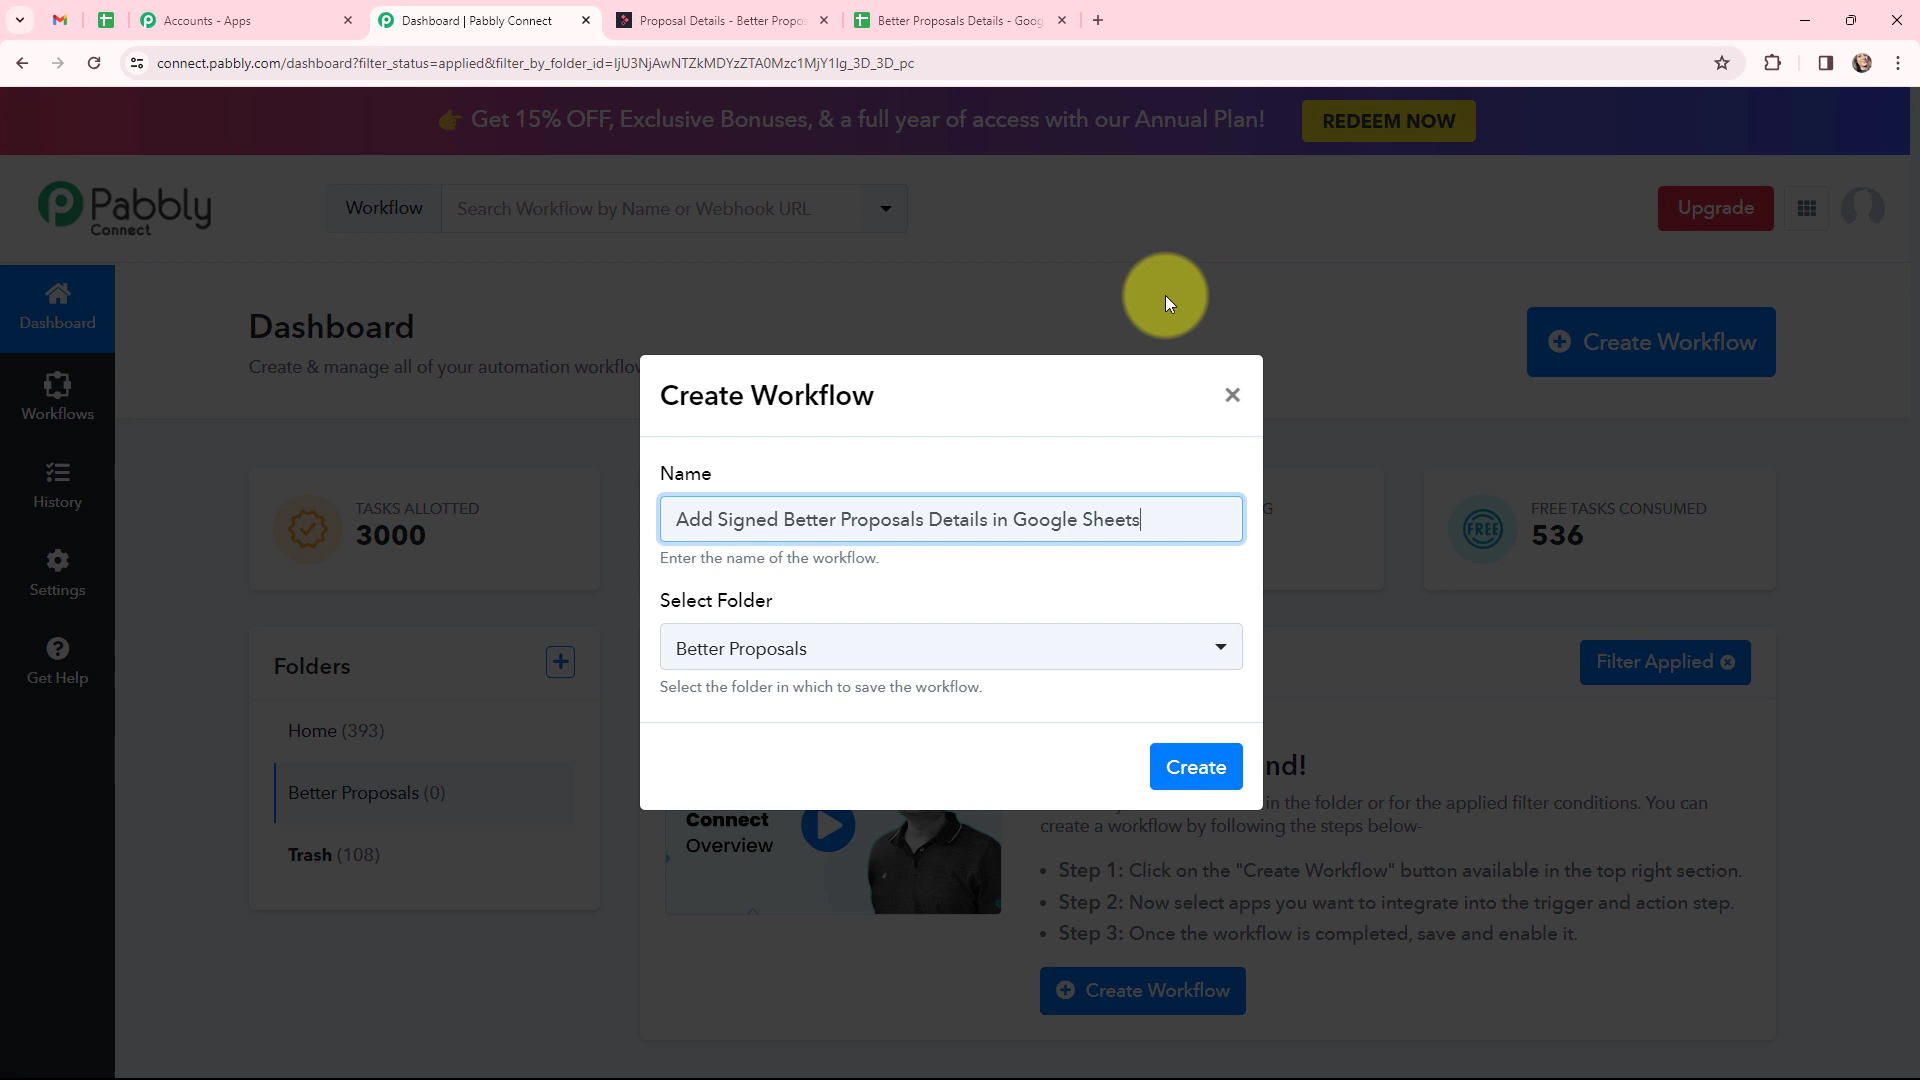 Accounts - Apps
Dashboard | Pabbly Connect
Proposal Details - Better Propo
Better Proposals Details - Goog
connect.pabbly.com/dashboard?filter_status=applied&filter_by_folder_id=IjU3NjAwNTZkMDYzZTA0Mzc1MjY1Ig_3D_3D_pc
👉 Get 15% OFF, Exclusive Bonuses, & a full year of access with our Annual Plan!
REDEEM NOW
Pabbly
Connect
Workflow
Search Workflow by Name or Webhook URL
Upgrade
Dashboard
Workflows
History
Settings
Get Help
Dashboard
Create & manage all of your automation workflo
Create Workflow
TASKS ALLOTTED
3000
G
FREE
FREE TASKS CONSUMED
536
Create Workflow
Name
Add Signed Better Proposals Details in Google Sheets
Enter the name of the workflow.
Select Folder
Better Proposals
Select the folder in which to save the workflow.
Create
Folders
Home (393)
Better Proposals (0)
Trash (108)
Filter Applied
Connect
Overview
nd!
in the folder or for the applied filter conditions. You can
create a workflow by following the steps below-
• Step 1: Click on the "Create Workflow" button available in the top right section.
• Step 2: Now select apps you want to integrate into the trigger and action step.
• Step 3: Once the workflow is completed, save and enable it.
Create Workflow